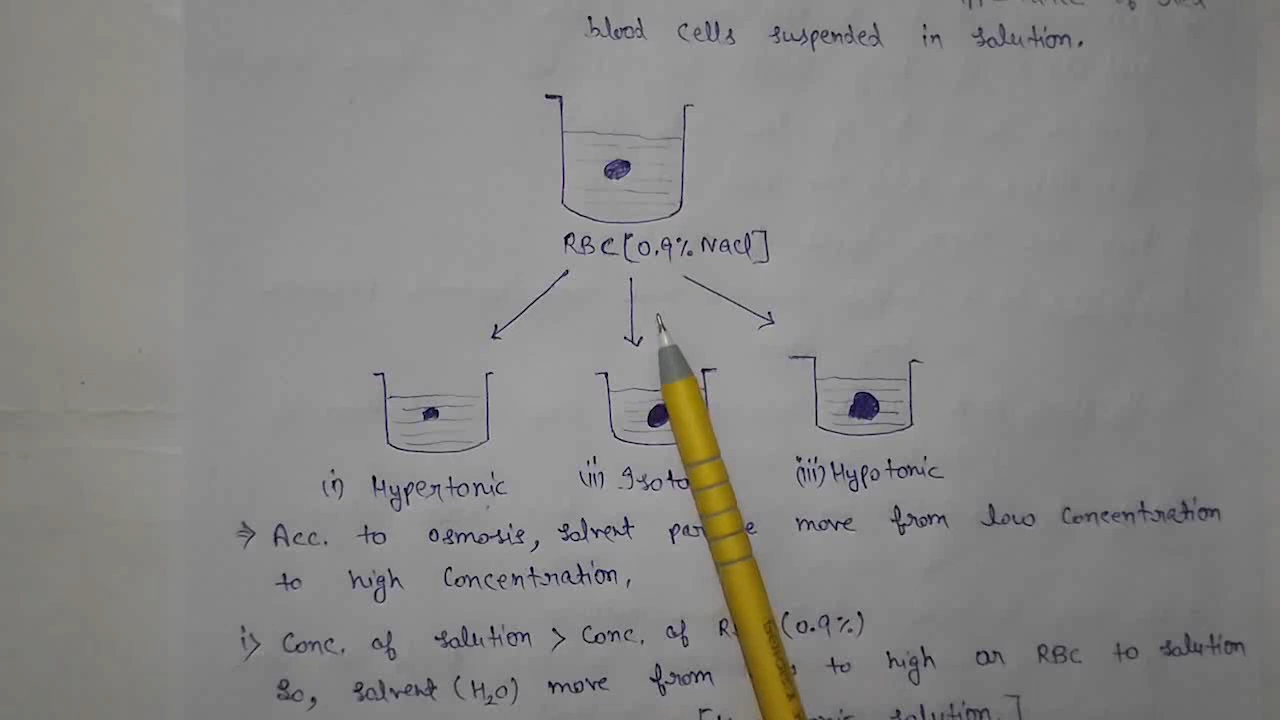 blood cells suspended in solution.
RBC [0.9% NaCl]
(i) Hypertonic (ii) Isoto (iii) Hypotonic
⇒ Acc. to osmosis, solvent move from low concentration
to high concentration,
i> Conc. of solution > Conc. of (0.9%)
So, solvent (H₂O) move from to high or RBC to solution
solution.]